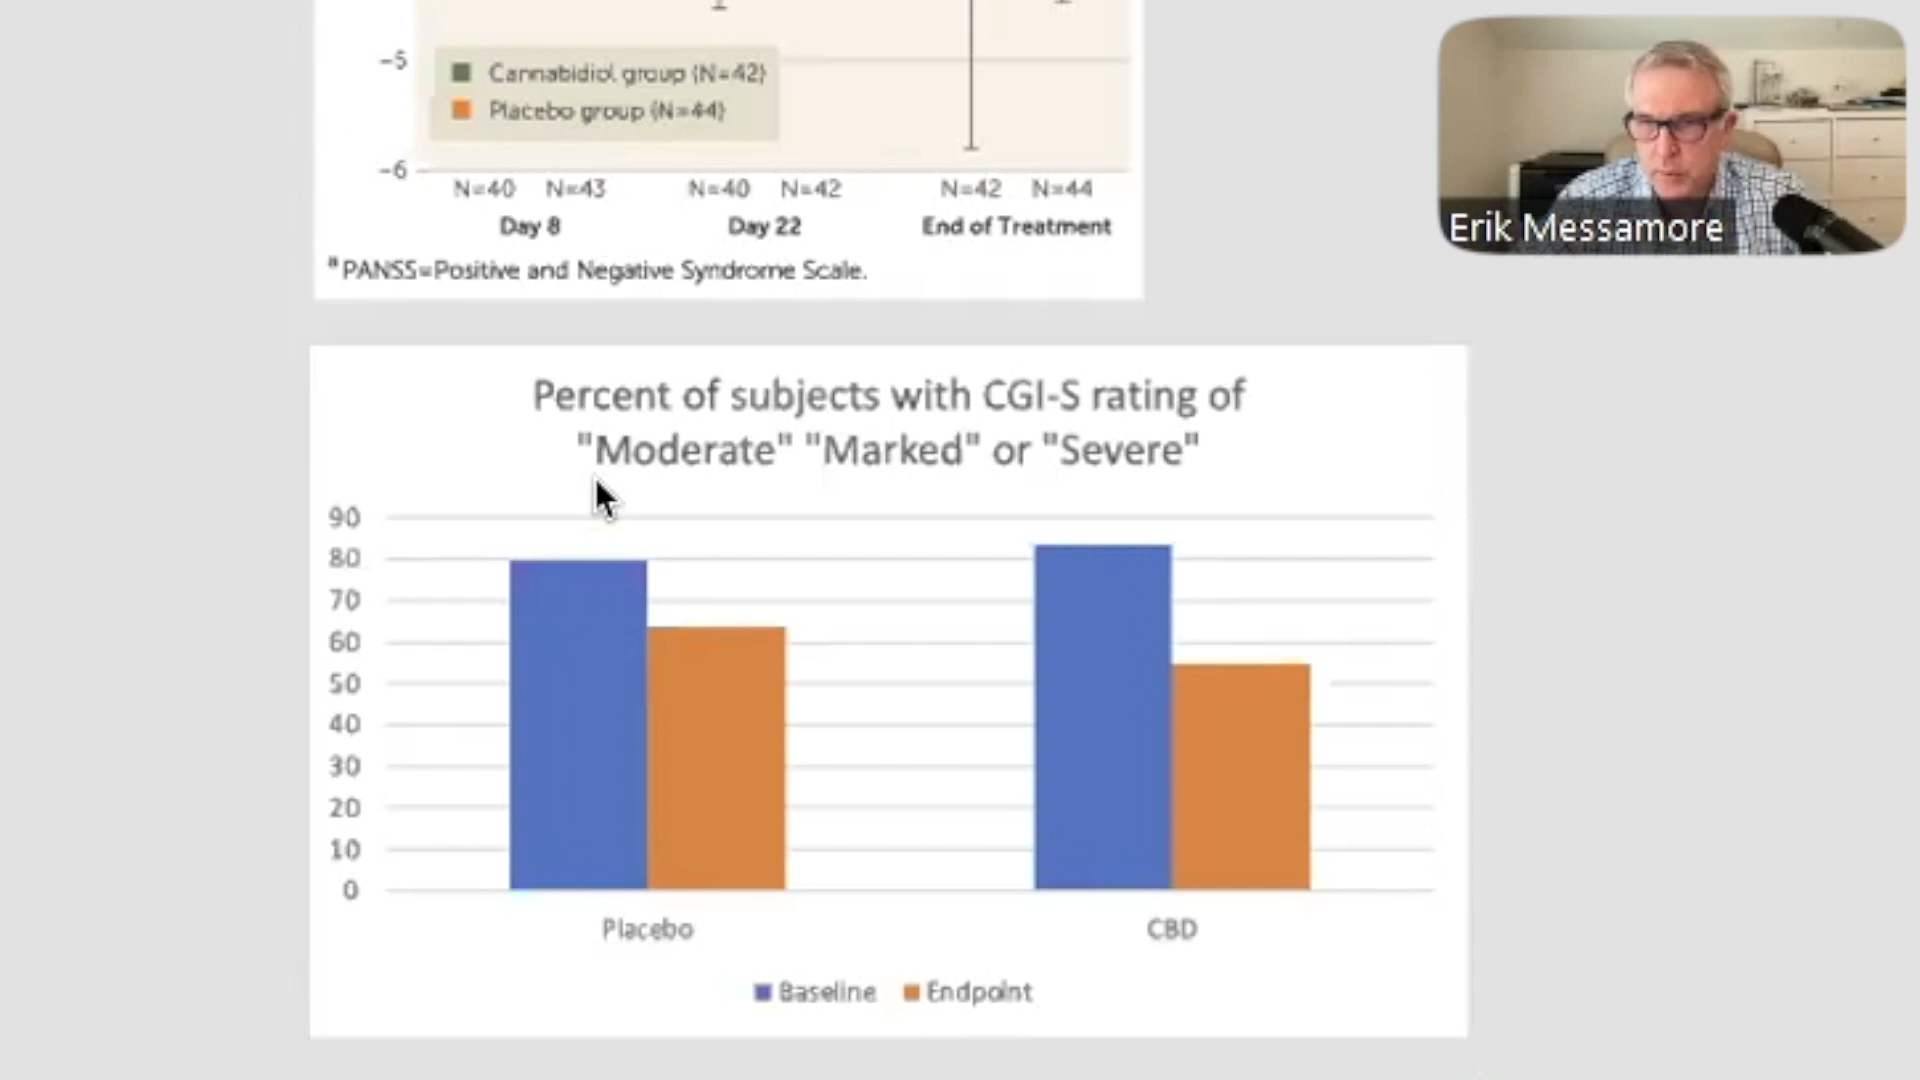 −5
Cannabidiol group (N=42)
Placebo group (N=44)
−6
N=40 N=43 N=40 N=42 N=42 N=44
Day 8 Day 22 End of Treatment
ᵃPANSS=Positive and Negative Syndrome Scale.
Erik Messamore
Percent of subjects with CGI-S rating of
"Moderate" "Marked" or "Severe"
90
80
70
60
50
40
30
20
10
0
Placebo CBD
Baseline Endpoint